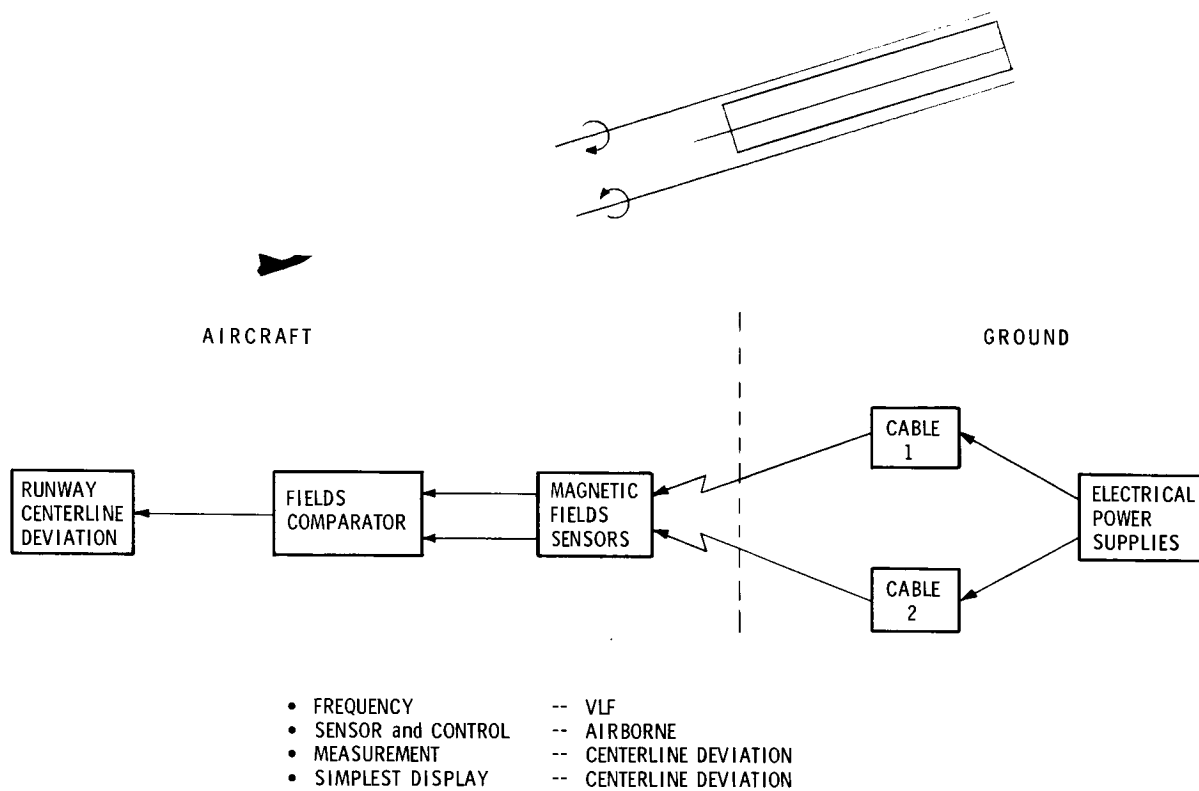 AIRCRAFT
GROUND
RUNWAY
CENTERLINE
DEVIATION
FIELDS
COMPARATOR
MAGNETIC
FIELDS
SENSORS
CABLE
1
CABLE
2
ELECTRICAL
POWER
SUPPLIES
• FREQUENCY -- VLF
• SENSOR and CONTROL -- AIRBORNE
• MEASUREMENT -- CENTERLINE DEVIATION
• SIMPLEST DISPLAY -- CENTERLINE DEVIATION